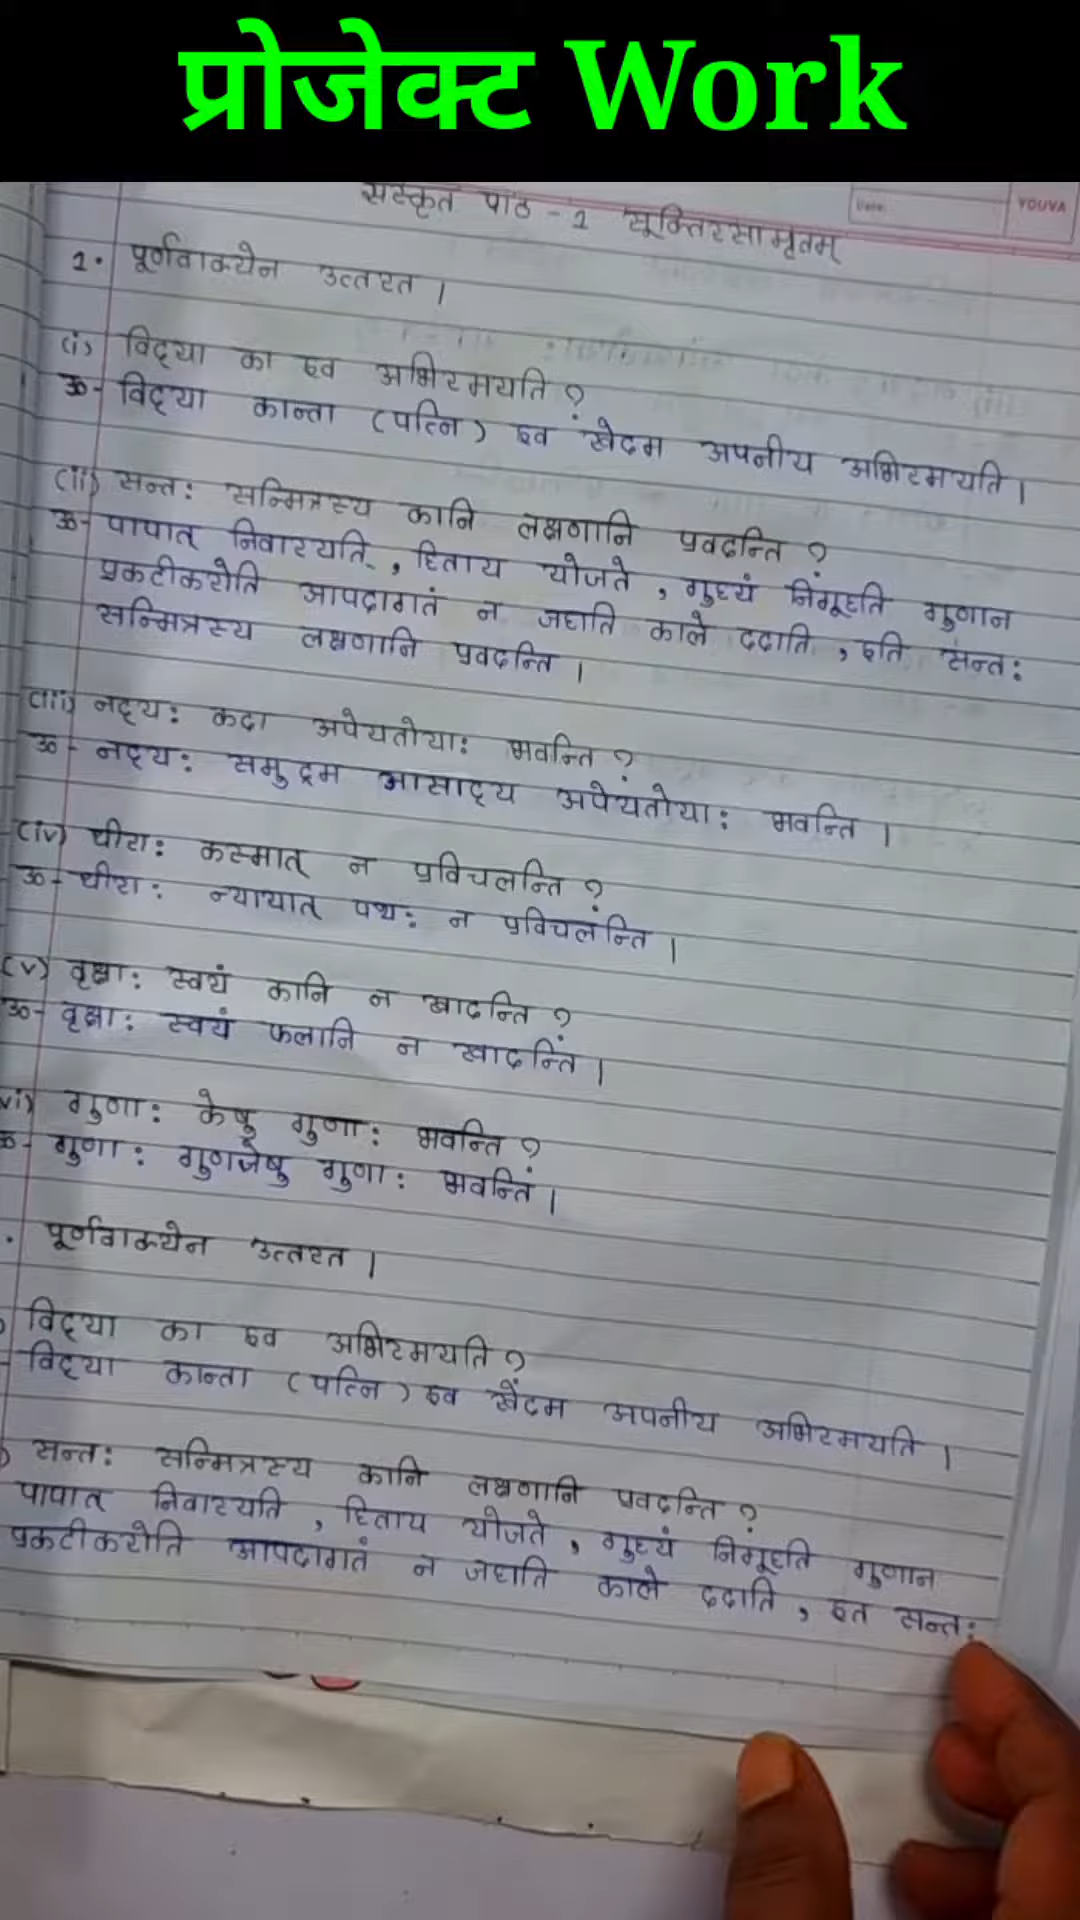 प्रोजेक्ट Work
Date:
YOUVA
संस्कृत पाठ - 1 सूक्तिरसामृतम्
1. पूर्णवाक्येन उत्तरत ।
(i) विद्या का इव अभिरमयति ?
उ- विद्या कान्ता (पत्नि) इव खेदम अपनीय अभिरमयति ।
(ii) सन्त: सन्मित्रस्य कानि लक्षणानि प्रवदन्ति ?
उ- पापात् निवारयति, हिताय योजते, गुह्यं निगूहति गुणान
प्रकटीकरोति आपदागतं न जहाति काले ददाति, इति सन्त:
सन्मित्रस्य लक्षणानि प्रवदन्ति ।
(iii) नद्य: कदा अपेयतोया: भवन्ति ?
उ- नद्य: समुद्रम आसाद्य अपेयतोया: भवन्ति ।
(iv) धीरा: कस्मात् न प्रविचलन्ति ?
उ- धीरा: न्यायात् पथ: न प्रविचलन्ति ।
(v) वृक्षा: स्वयं कानि न खादन्ति ?
उ- वृक्षा: स्वयं फलानि न खादन्ति ।
vi) गुणा: केषु गुणा: भवन्ति ?
उ- गुणा: गुणज्ञेषु गुणा: भवन्ति ।
. पूर्णवाक्येन उत्तरत ।
विद्या का इव अभिरमयति ?
- विद्या कान्ता (पत्नि) इव खेदम अपनीय अभिरमयति ।
) सन्त: सन्मित्रस्य कानि लक्षणानि प्रवदन्ति ?
पापात् निवारयति, हिताय योजते, गुह्यं निगूहति गुणान
प्रकटीकरोति आपदागतं न जहाति काले ददाति, इत सन्त: